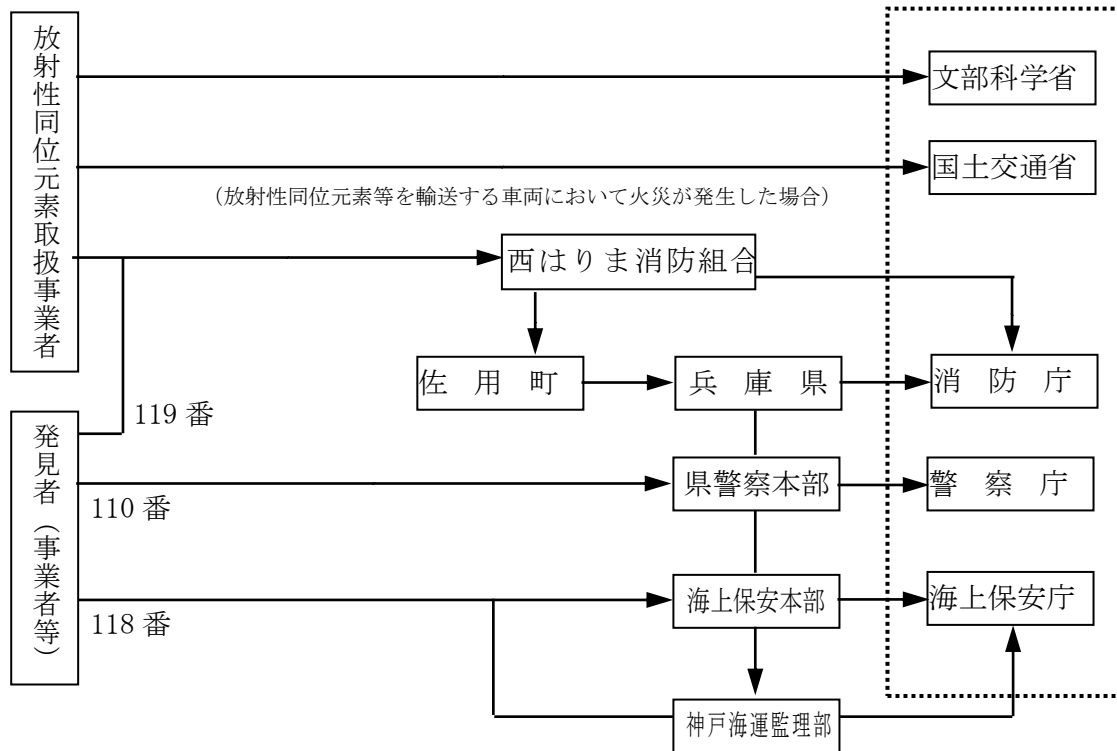 放射性同位元素取扱事業者
文部科学省
国土交通省
（放射性同位元素等を輸送する車両において火災が発生した場合）
西はりま消防組合
佐用町
兵庫県
消防庁
119 番
発見者（事業者等）
県警察本部
警察庁
110 番
海上保安本部
海上保安庁
118 番
神戸海運監理部